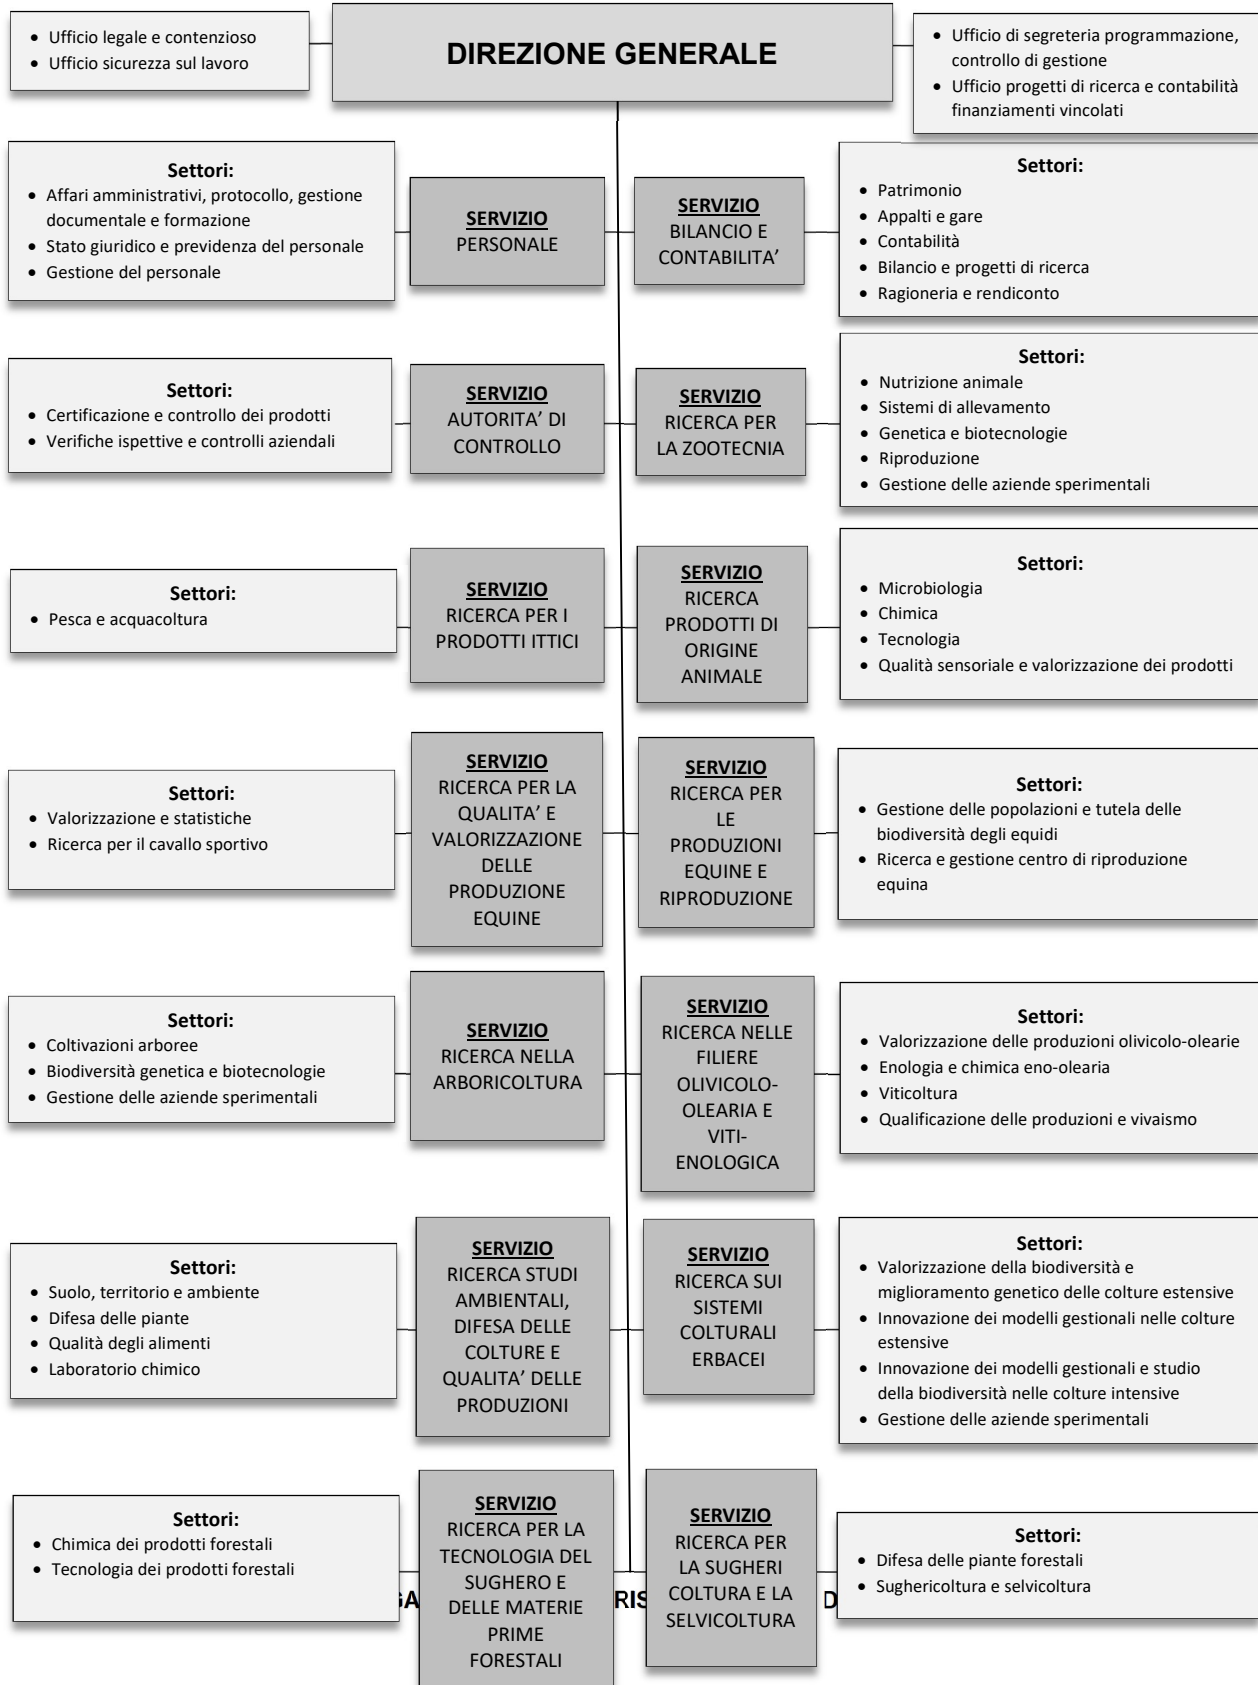 • Ufficio legale e contenzioso
• Ufficio sicurezza sul lavoro
DIREZIONE GENERALE
• Ufficio di segreteria programmazione,
controllo di gestione
• Ufficio progetti di ricerca e contabilità
finanziamenti vincolati
Settori:
• Affari amministrativi, protocollo, gestione
documentale e formazione
• Stato giuridico e previdenza del personale
• Gestione del personale
SERVIZIO
PERSONALE
SERVIZIO
BILANCIO E
CONTABILITA’
Settori:
• Patrimonio
• Appalti e gare
• Contabilità
• Bilancio e progetti di ricerca
• Ragioneria e rendiconto
Settori:
• Certificazione e controllo dei prodotti
• Verifiche ispettive e controlli aziendali
SERVIZIO
AUTORITA’ DI
CONTROLLO
SERVIZIO
RICERCA PER
LA ZOOTECNIA
Settori:
• Nutrizione animale
• Sistemi di allevamento
• Genetica e biotecnologie
• Riproduzione
• Gestione delle aziende sperimentali
Settori:
• Pesca e acquacoltura
SERVIZIO
RICERCA PER I
PRODOTTI ITTICI
SERVIZIO
RICERCA
PRODOTTI DI
ORIGINE
ANIMALE
Settori:
• Microbiologia
• Chimica
• Tecnologia
• Qualità sensoriale e valorizzazione dei prodotti
Settori:
• Valorizzazione e statistiche
• Ricerca per il cavallo sportivo
SERVIZIO
RICERCA PER LA
QUALITA’ E
VALORIZZAZIONE
DELLE
PRODUZIONE
EQUINE
SERVIZIO
RICERCA PER
LE
PRODUZIONI
EQUINE E
RIPRODUZIONE
Settori:
• Gestione delle popolazioni e tutela delle
biodiversità degli equidi
• Ricerca e gestione centro di riproduzione
equina
Settori:
• Coltivazioni arboree
• Biodiversità genetica e biotecnologie
• Gestione delle aziende sperimentali
SERVIZIO
RICERCA NELLA
ARBORICOLTURA
SERVIZIO
RICERCA NELLE
FILIERE
OLIVICOLO-
OLEARIA E
VITI-
ENOLOGICA
Settori:
• Valorizzazione delle produzioni olivicolo-olearie
• Enologia e chimica eno-olearia
• Viticoltura
• Qualificazione delle produzioni e vivaismo
Settori:
• Suolo, territorio e ambiente
• Difesa delle piante
• Qualità degli alimenti
• Laboratorio chimico
SERVIZIO
RICERCA STUDI
AMBIENTALI,
DIFESA DELLE
COLTURE E
QUALITA’ DELLE
PRODUZIONI
SERVIZIO
RICERCA SUI
SISTEMI
COLTURALI
ERBACEI
Settori:
• Valorizzazione della biodiversità e
miglioramento genetico delle colture estensive
• Innovazione dei modelli gestionali nelle colture
estensive
• Innovazione dei modelli gestionali e studio
della biodiversità nelle colture intensive
• Gestione delle aziende sperimentali
Settori:
• Chimica dei prodotti forestali
• Tecnologia dei prodotti forestali
SERVIZIO
RICERCA PER LA
TECNOLOGIA DEL
SUGHERO E
DELLE MATERIE
PRIME
FORESTALI
SERVIZIO
RICERCA PER
LA SUGHERI
COLTURA E LA
SELVICOLTURA
Settori:
• Difesa delle piante forestali
• Sughericoltura e selvicoltura